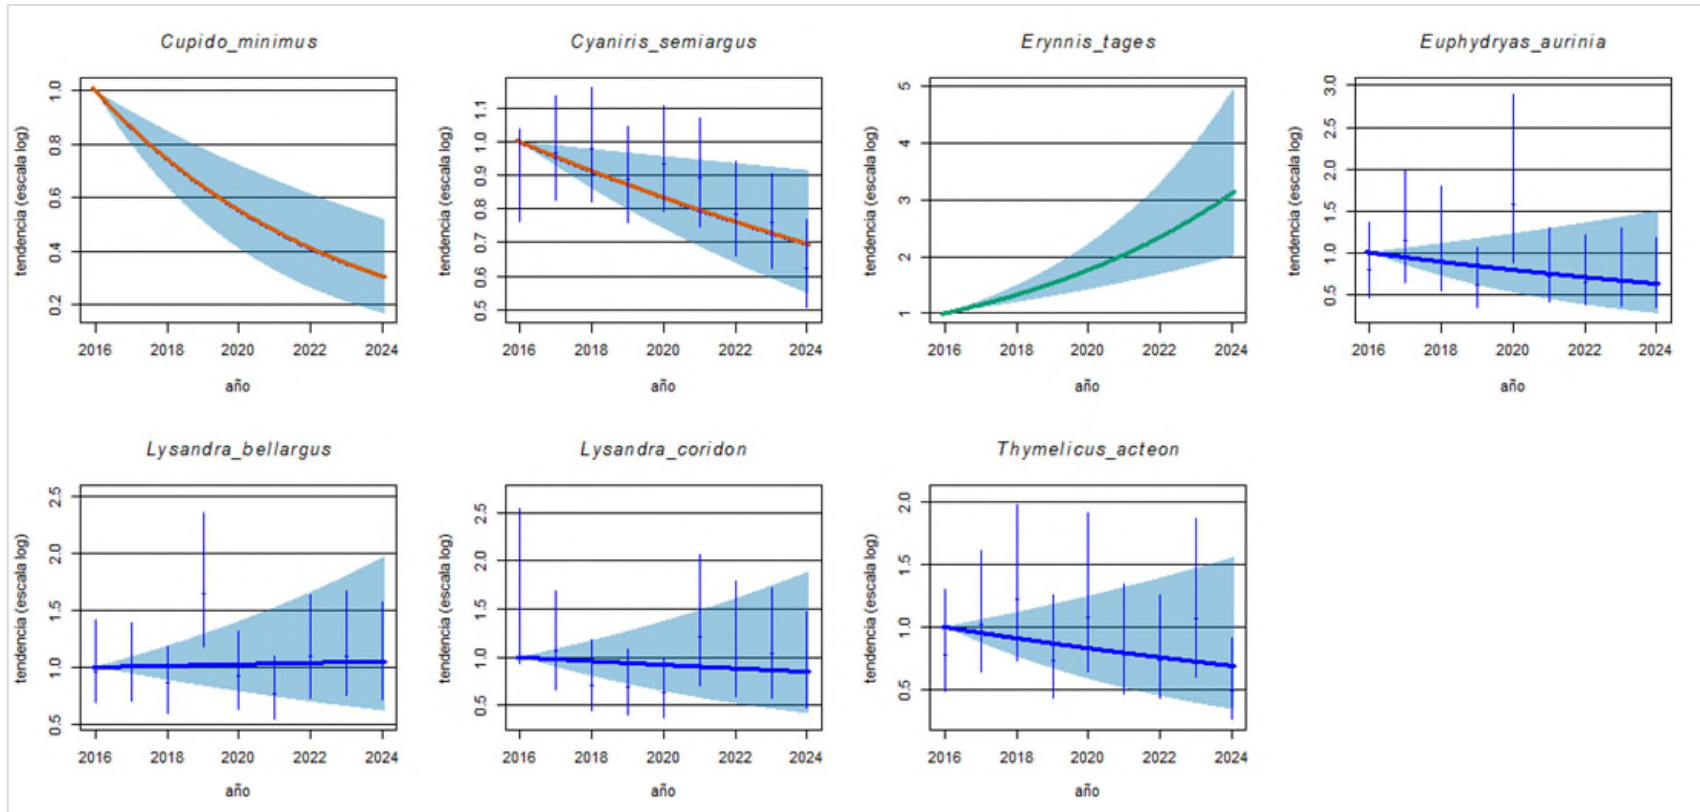 Cupido_minimus
tendencia (escala log)
1.0
0.8
0.6
0.4
0.2
2016 2018 2020 2022 2024
año
Cyaniris_semiargus
tendencia (escala log)
1.1
1.0
0.9
0.8
0.7
0.6
0.5
2016 2018 2020 2022 2024
año
Erynnis_tages
tendencia (escala log)
5
4
3
2
1
2016 2018 2020 2022 2024
año
Euphydryas_aurinia
tendencia (escala log)
3.0
2.5
2.0
1.5
1.0
0.5
2016 2018 2020 2022 2024
año
Lysandra_bellargus
tendencia (escala log)
2.5
2.0
1.5
1.0
0.5
2016 2018 2020 2022 2024
año
Lysandra_coridon
tendencia (escala log)
2.5
2.0
1.5
1.0
0.5
2016 2018 2020 2022 2024
año
Thymelicus_acteon
tendencia (escala log)
2.0
1.5
1.0
0.5
2016 2018 2020 2022 2024
año